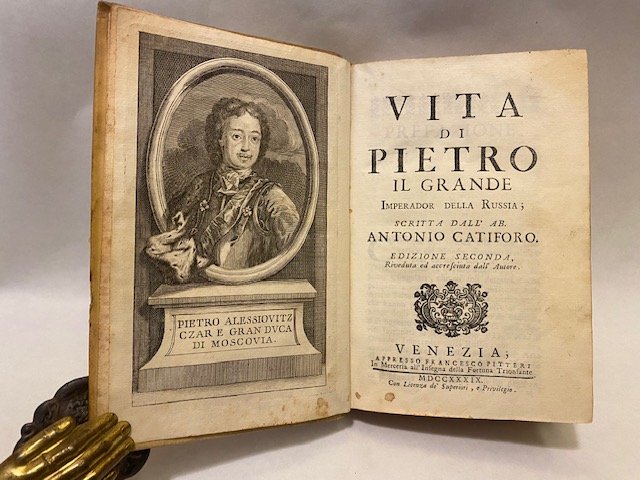 PIETRO ALESSIOVITZ
CZAR E GRAN DUCA
DI MOSCOVIA.
VITA
DI
PIETRO
IL GRANDE
IMPERADOR DELLA RUSSIA;
SCRITTA DALL' AB.
ANTONIO CATIFORO.
EDIZIONE SECONDA,
Riveduta ed accresciuta dall' Autore.
VENEZIA,
APPRESSO FRANCESCO PITTERI
In Merceria all' Insegna della Fortuna Trionfante.
MDCCXXXIX.
Con Licenza de' Superiori, e Privilegio.